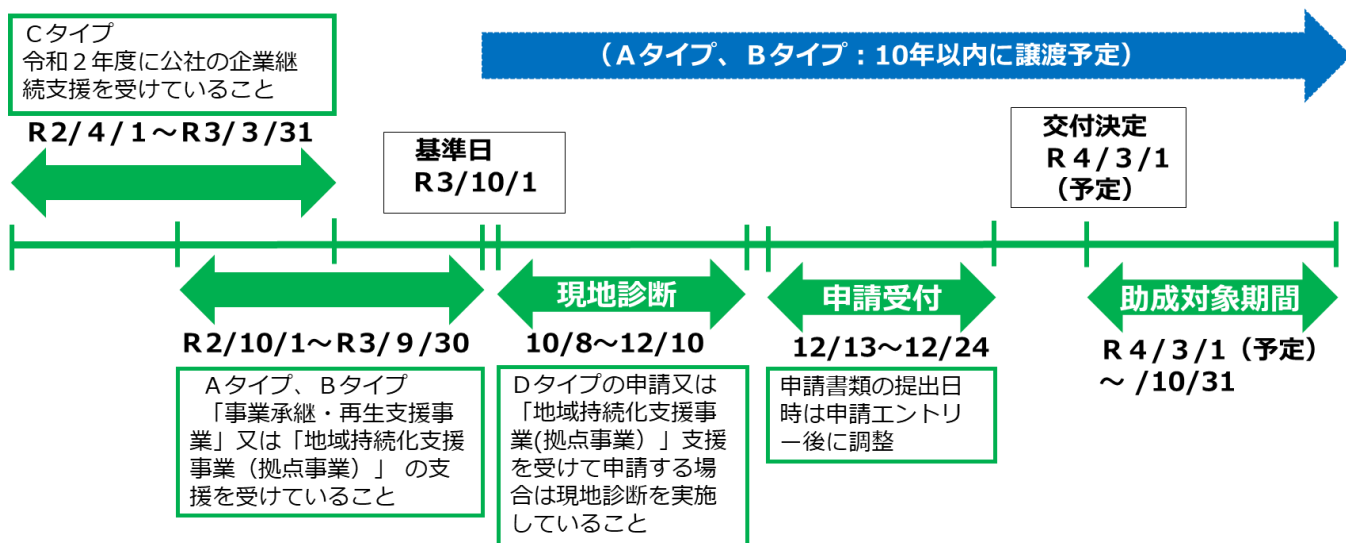 Cタイプ
令和2年度に公社の企業継
続支援を受けていること
R2/4/1～R3/3/31
(Aタイプ、Bタイプ：10年以内に譲渡予定)
基準日
R3/10/1
交付決定
R4/3/1
(予定)
現地診断
申請受付
助成対象期間
R2/10/1～R3/9/30
10/8～12/10
12/13～12/24
R4/3/1（予定）
～ /10/31
Aタイプ、Bタイプ
「事業承継・再生支援事
業」又は「地域持続化支援
事業（拠点事業）」 の支
援を受けていること
Dタイプの申請又は
「地域持続化支援事
業(拠点事業）」支援
を受けて申請する場
合は現地診断を実施
していること
申請書類の提出日
時は申請エントリ
ー後に調整